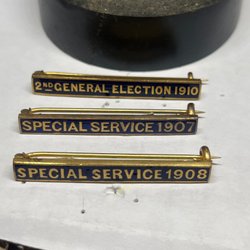 2ND GENERAL ELECTION 1910
SPECIAL SERVICE 1907
SPECIAL SERVICE 1908